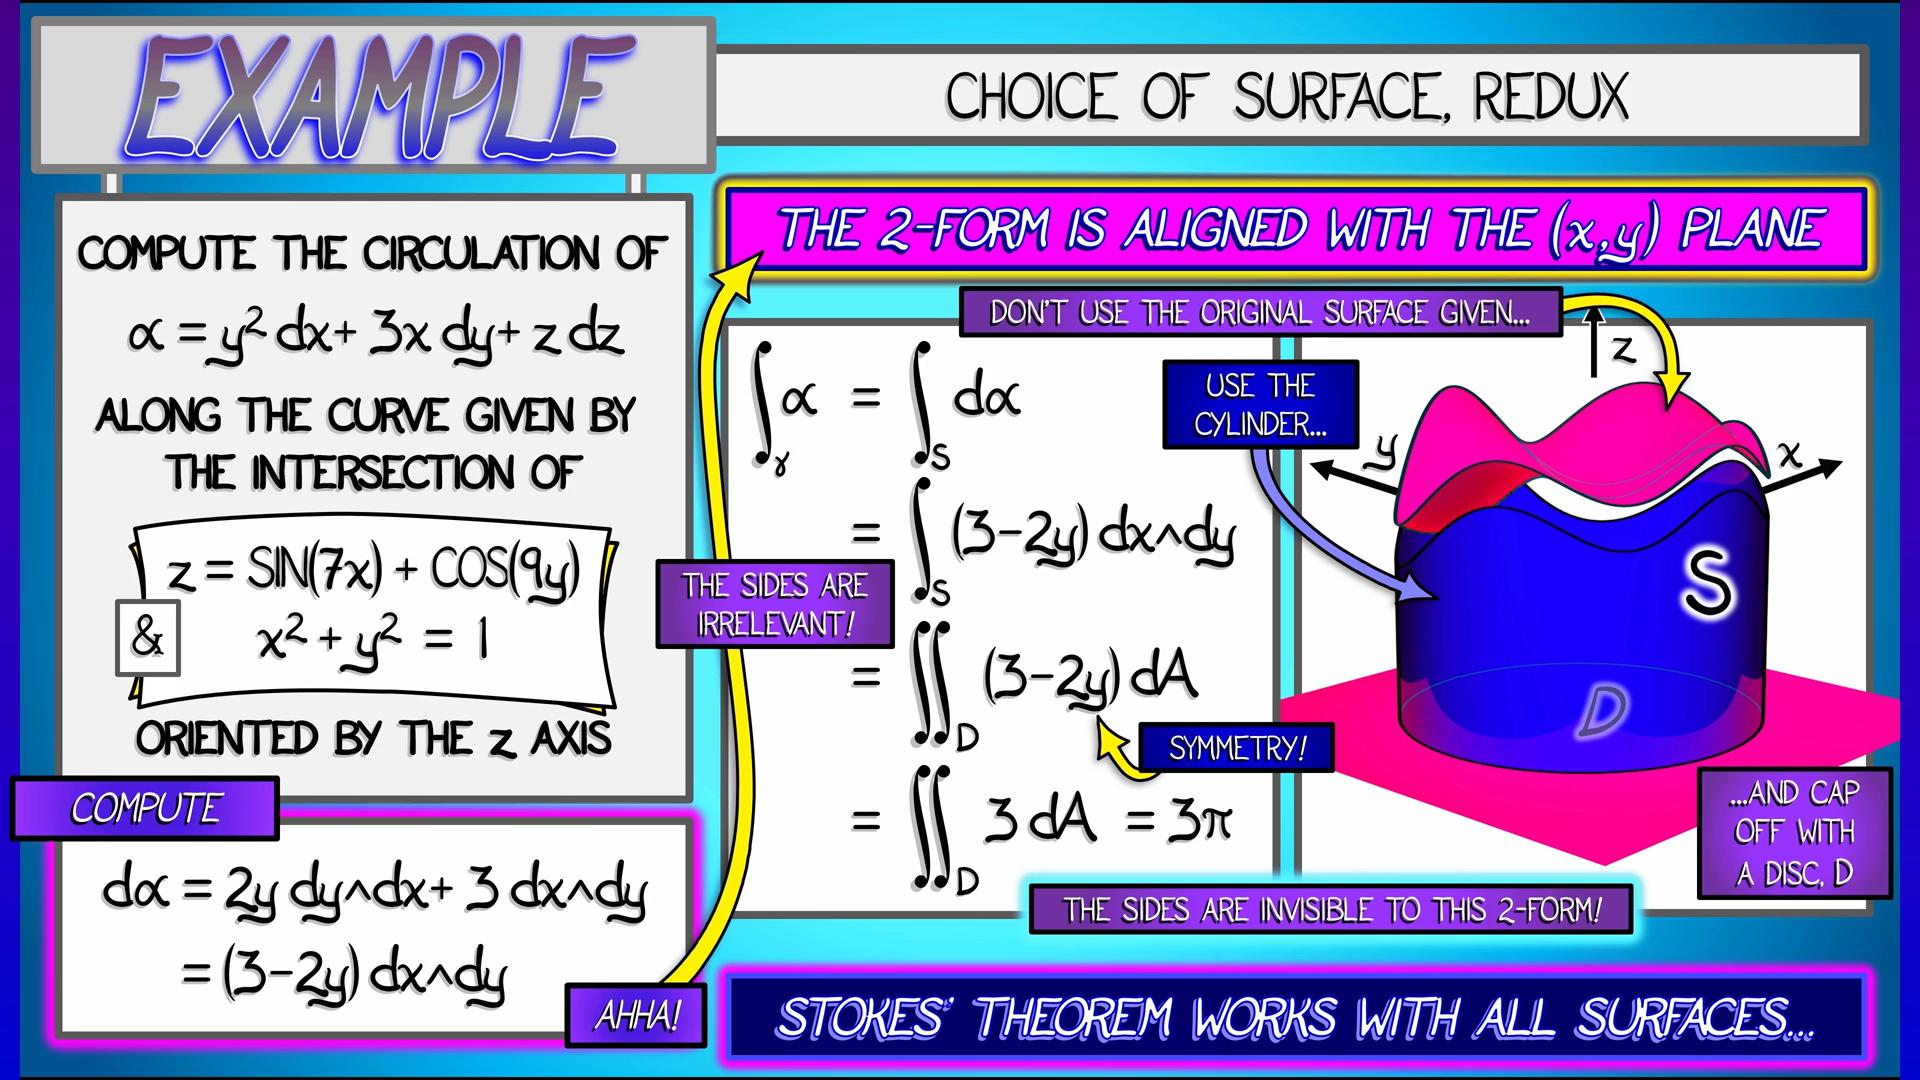 EXAMPLE
CHOICE OF SURFACE, REDUX
COMPUTE THE CIRCULATION OF
α = y² dx + 3x dy + z dz
ALONG THE CURVE GIVEN BY
THE INTERSECTION OF
z = SIN(7x) + COS(9y)
&
x² + y² = 1
ORIENTED BY THE z AXIS
COMPUTE
dα = 2y dy∧dx + 3 dx∧dy
= (3-2y) dx∧dy
AHHA!
THE 2-FORM IS ALIGNED WITH THE (x,y) PLANE
THE SIDES ARE
IRRELEVANT!
DON'T USE THE ORIGINAL SURFACE GIVEN...
USE THE
CYLINDER...
∫_γ α = ∫_S dα
= ∫_S (3-2y) dx∧dy
= ∬_D (3-2y) dA
SYMMETRY!
= ∬_D 3 dA = 3π
z
y
x
S
D
...AND CAP
OFF WITH
A DISC, D
THE SIDES ARE INVISIBLE TO THIS 2-FORM!
STOKES' THEOREM WORKS WITH ALL SURFACES...